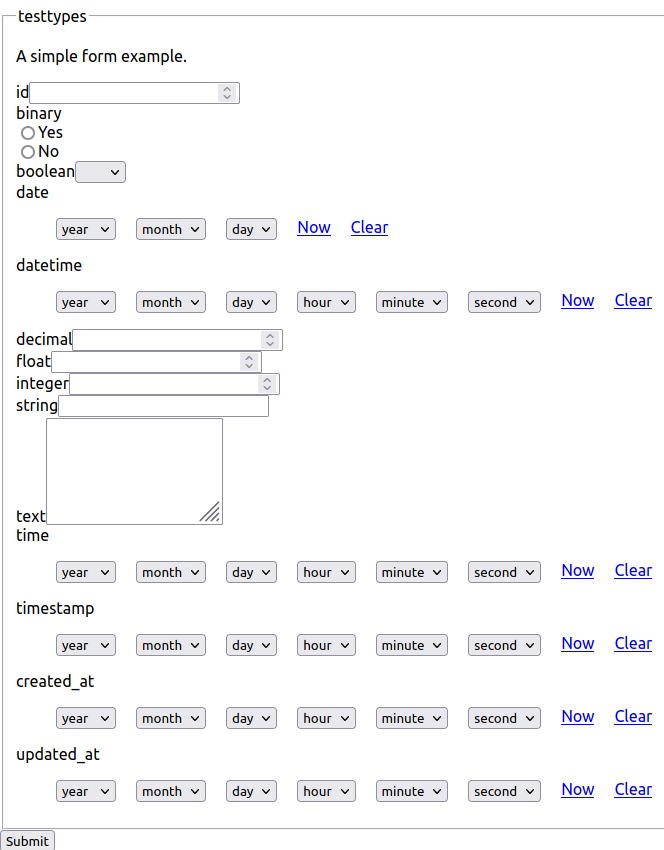 testtypes
A simple form example.
id
binary
Yes
No
boolean
date
year month day Now Clear
datetime
year month day hour minute second Now Clear
decimal
float
integer
string
text
time
year month day hour minute second Now Clear
timestamp
year month day hour minute second Now Clear
created_at
year month day hour minute second Now Clear
updated_at
year month day hour minute second Now Clear
Submit